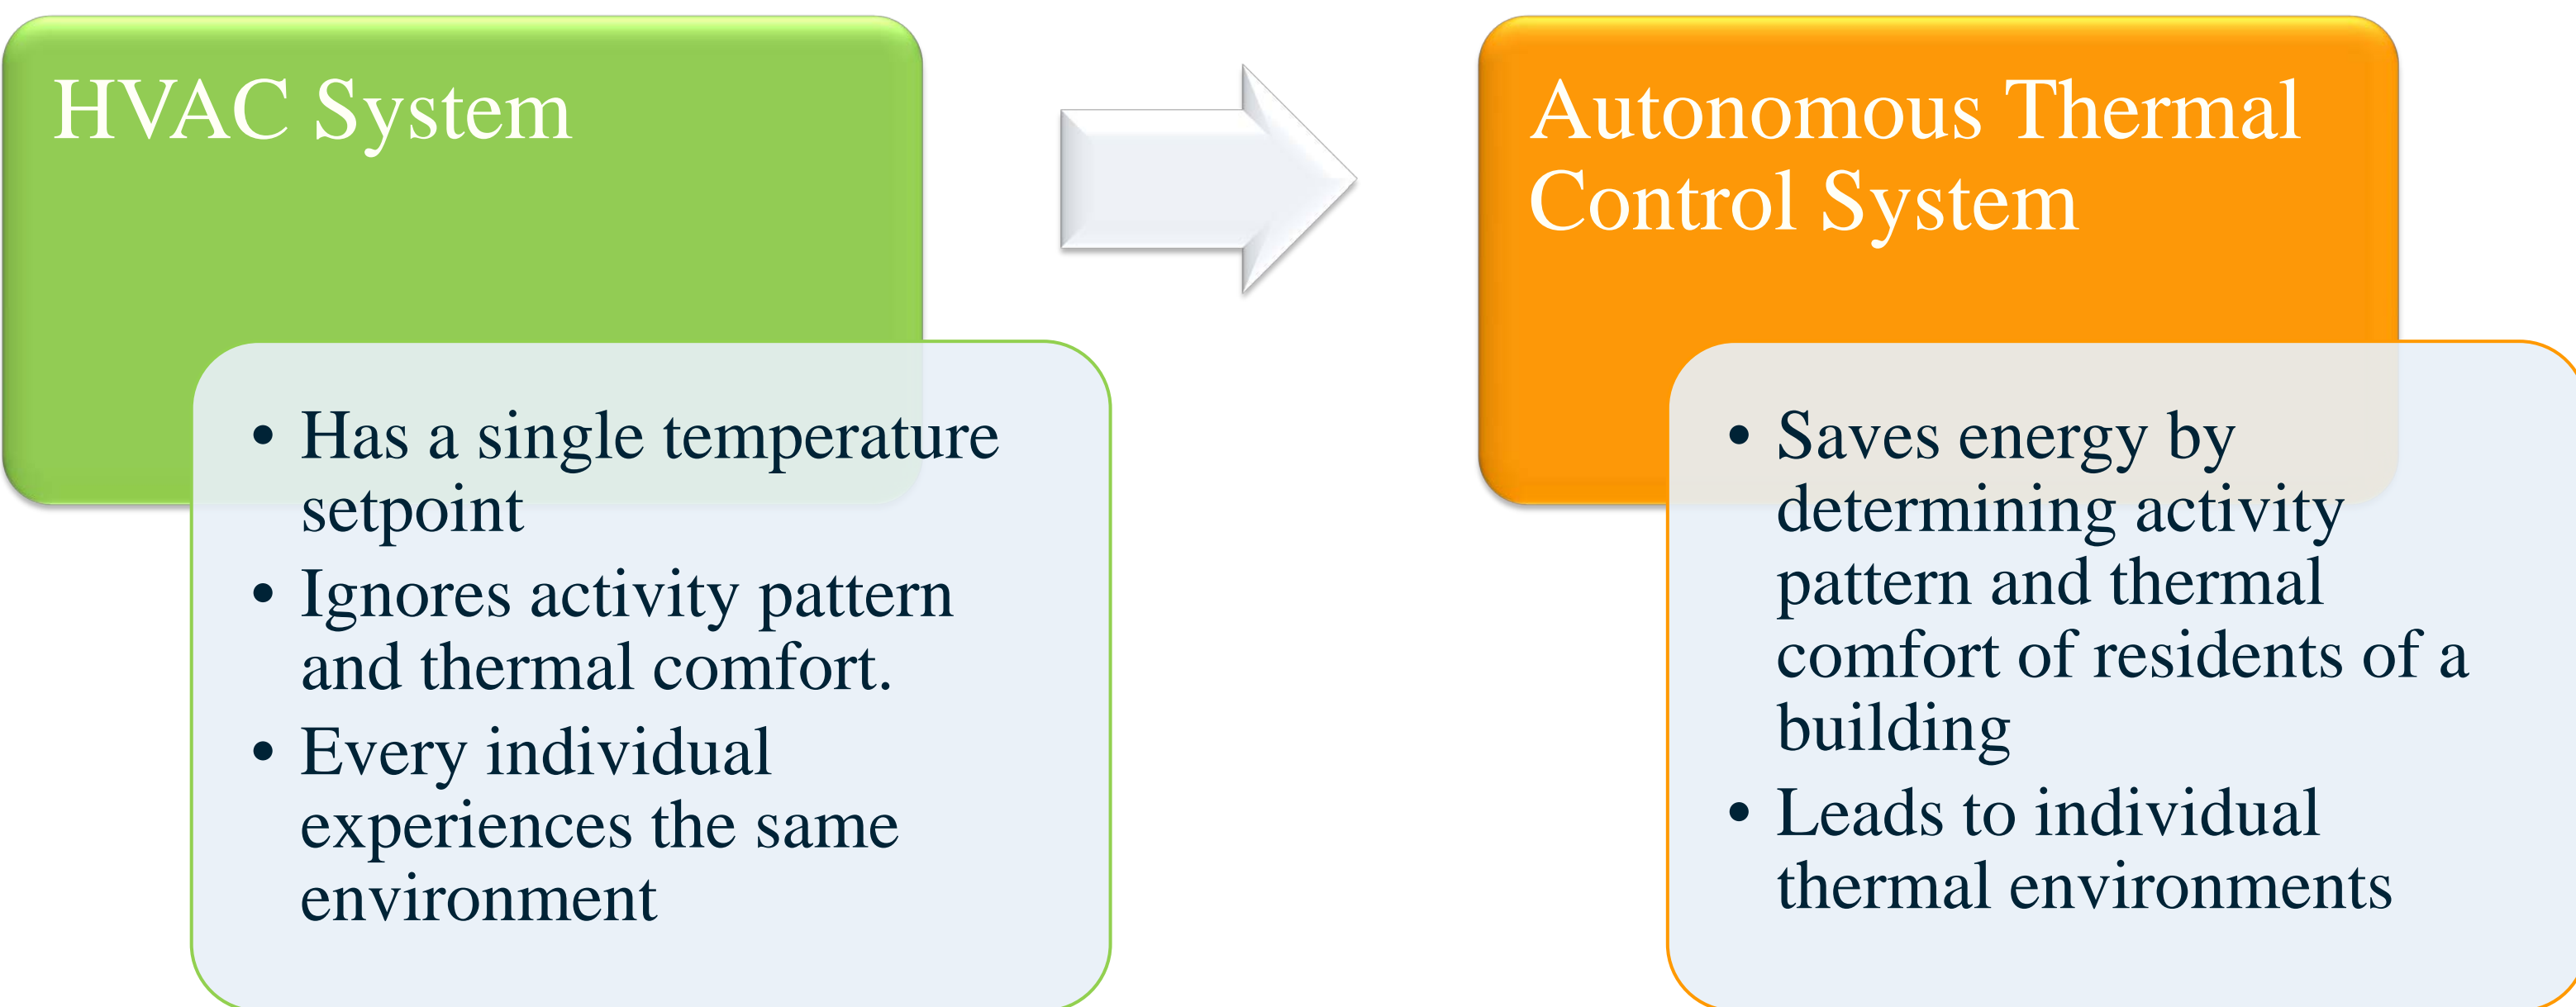 HVAC System
• Has a single temperature
setpoint
• Ignores activity pattern
and thermal comfort.
• Every individual
experiences the same
environment
Autonomous Thermal
Control System
• Saves energy by
determining activity
pattern and thermal
comfort of residents of a
building
• Leads to individual
thermal environments